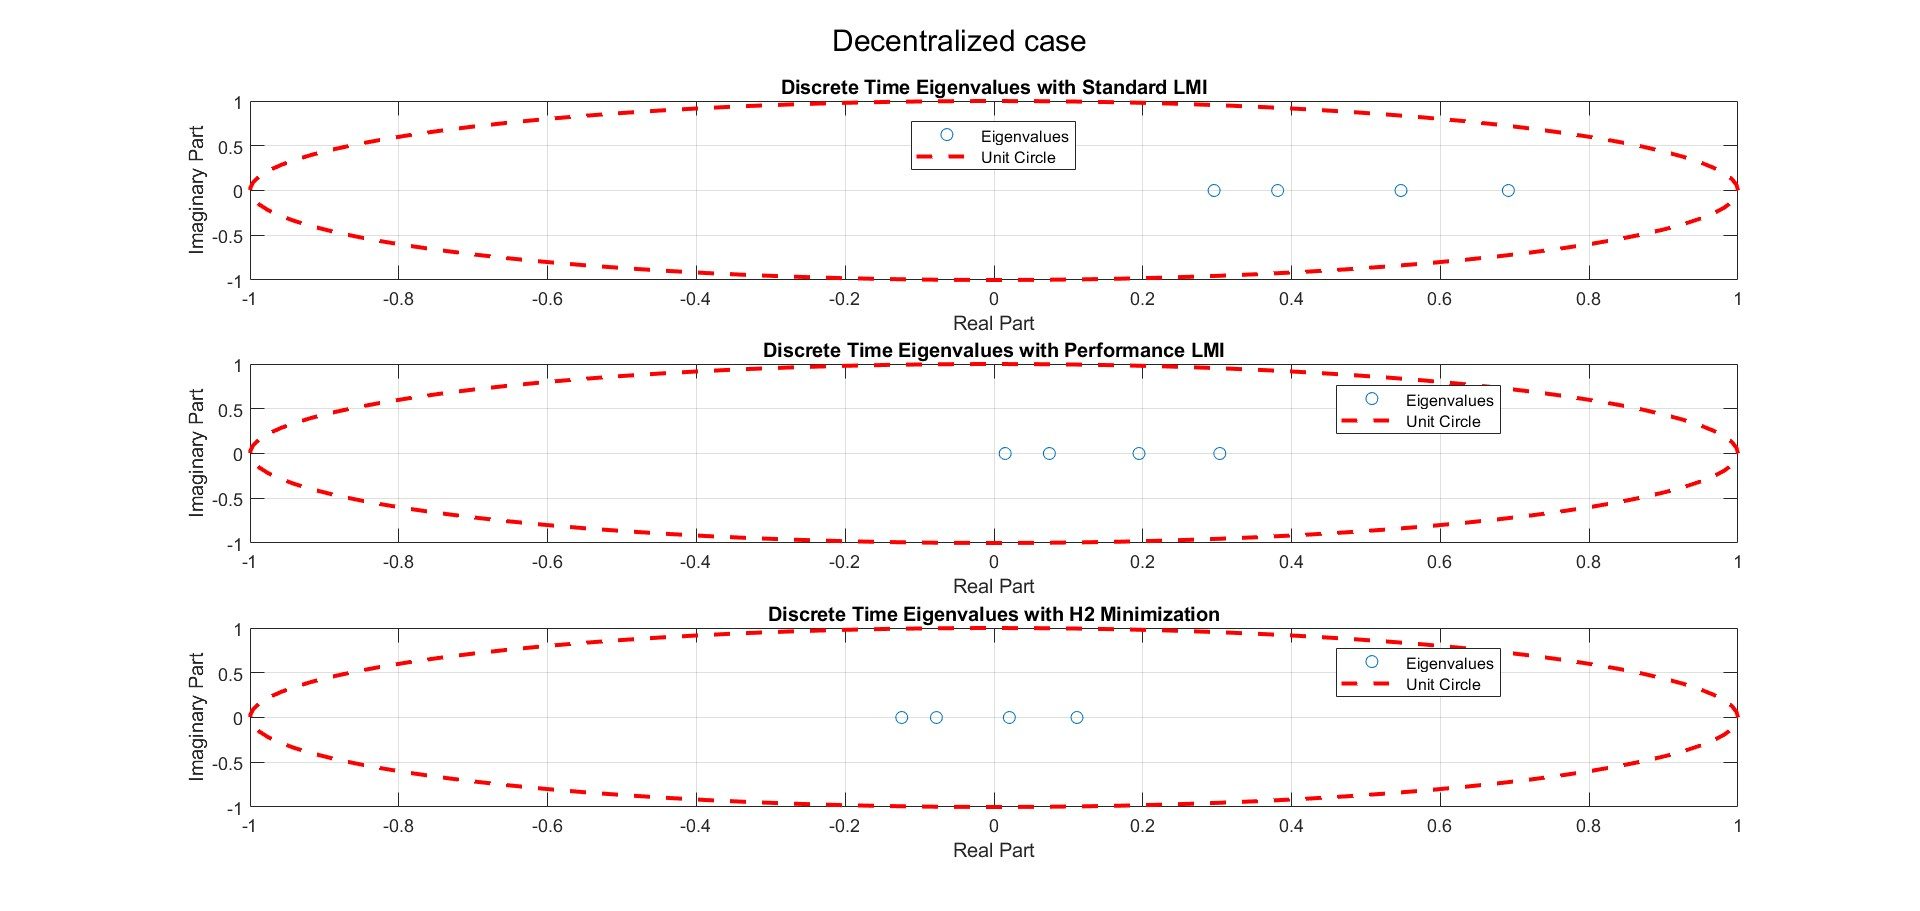 Decentralized case
Discrete Time Eigenvalues with Standard LMI
1
0.5
0
-0.5
-1
Imaginary Part
Eigenvalues
Unit Circle
-1 -0.8 -0.6 -0.4 -0.2 0 0.2 0.4 0.6 0.8 1
Real Part
Discrete Time Eigenvalues with Performance LMI
1
0.5
0
-0.5
-1
Imaginary Part
Eigenvalues
Unit Circle
-1 -0.8 -0.6 -0.4 -0.2 0 0.2 0.4 0.6 0.8 1
Real Part
Discrete Time Eigenvalues with H2 Minimization
1
0.5
0
-0.5
-1
Imaginary Part
Eigenvalues
Unit Circle
-1 -0.8 -0.6 -0.4 -0.2 0 0.2 0.4 0.6 0.8 1
Real Part